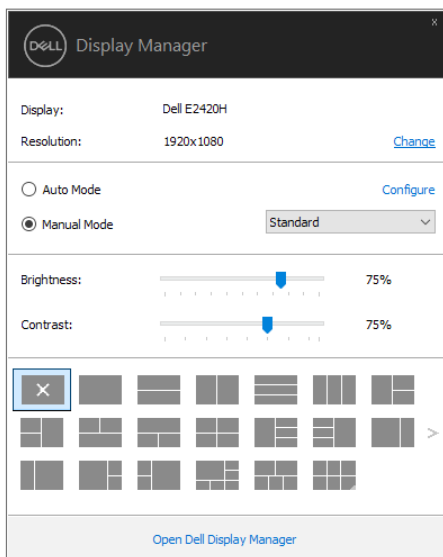 x
DELL Display Manager
Display: Dell E2420H
Resolution: 1920x1080 Change
Auto Mode Configure
Manual Mode Standard
Brightness: 75%
Contrast: 75%
Open Dell Display Manager